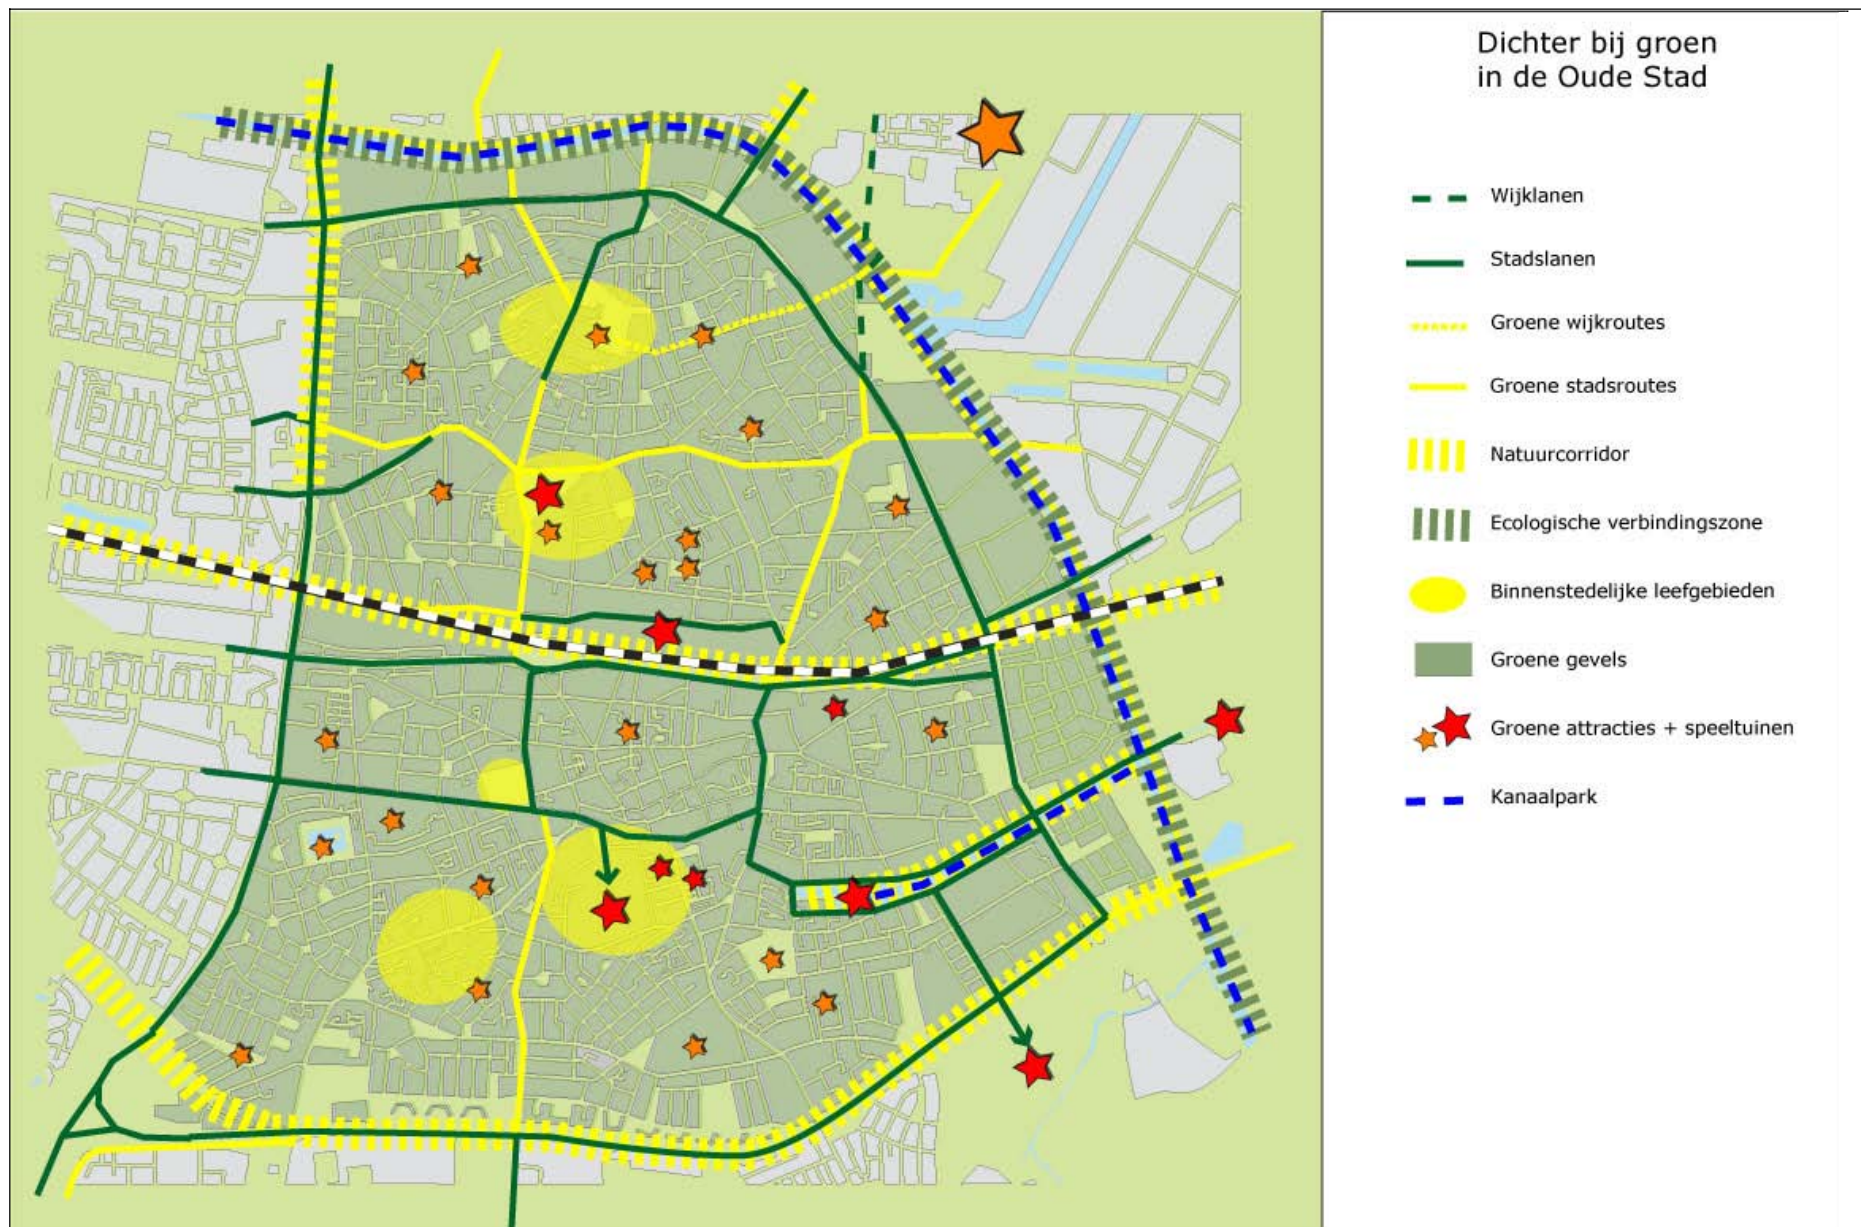 Dichter bij groen
in de Oude Stad
Wijklanen
Stadslanen
Groene wijkroutes
Groene stadsroutes
Natuurcorridor
Ecologische verbindingszone
Binnenstedelijke leefgebieden
Groene gevels
Groene attracties + speeltuinen
Kanaalpark